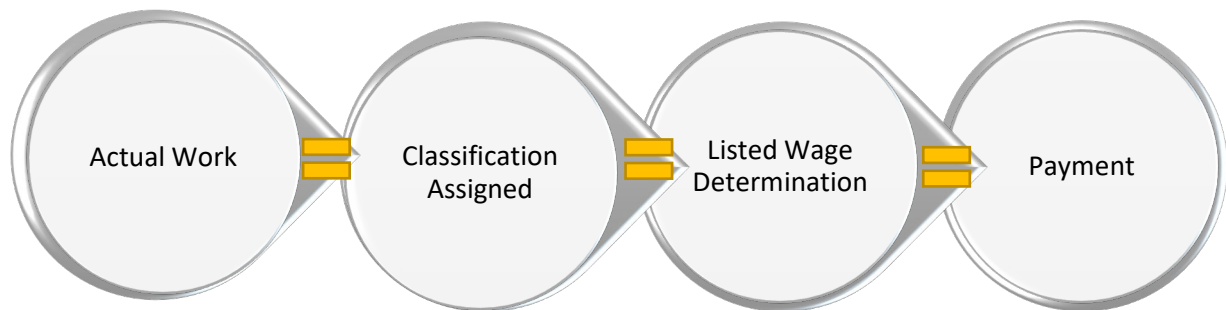 Actual Work
Classification
Assigned
Listed Wage
Determination
Payment